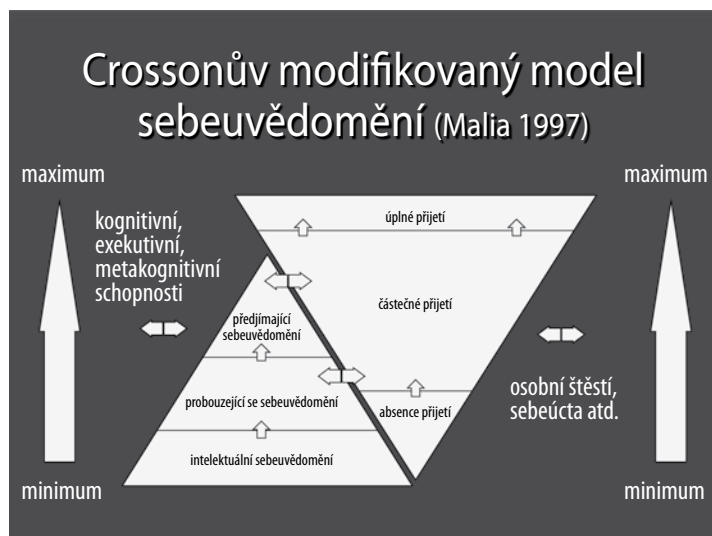 Crossonův modifikovaný model
sebeuvědomění (Malia 1997)
maximum
maximum
kognitivní,
exekutivní,
metakognitivní
schopnosti
úplné přijetí
částečné přijetí
předjímající
sebeuvědomění
probouzející se sebeuvědomění
absence přijetí
intelektuální sebeuvědomění
osobní štěstí,
sebeúcta atd.
minimum
minimum